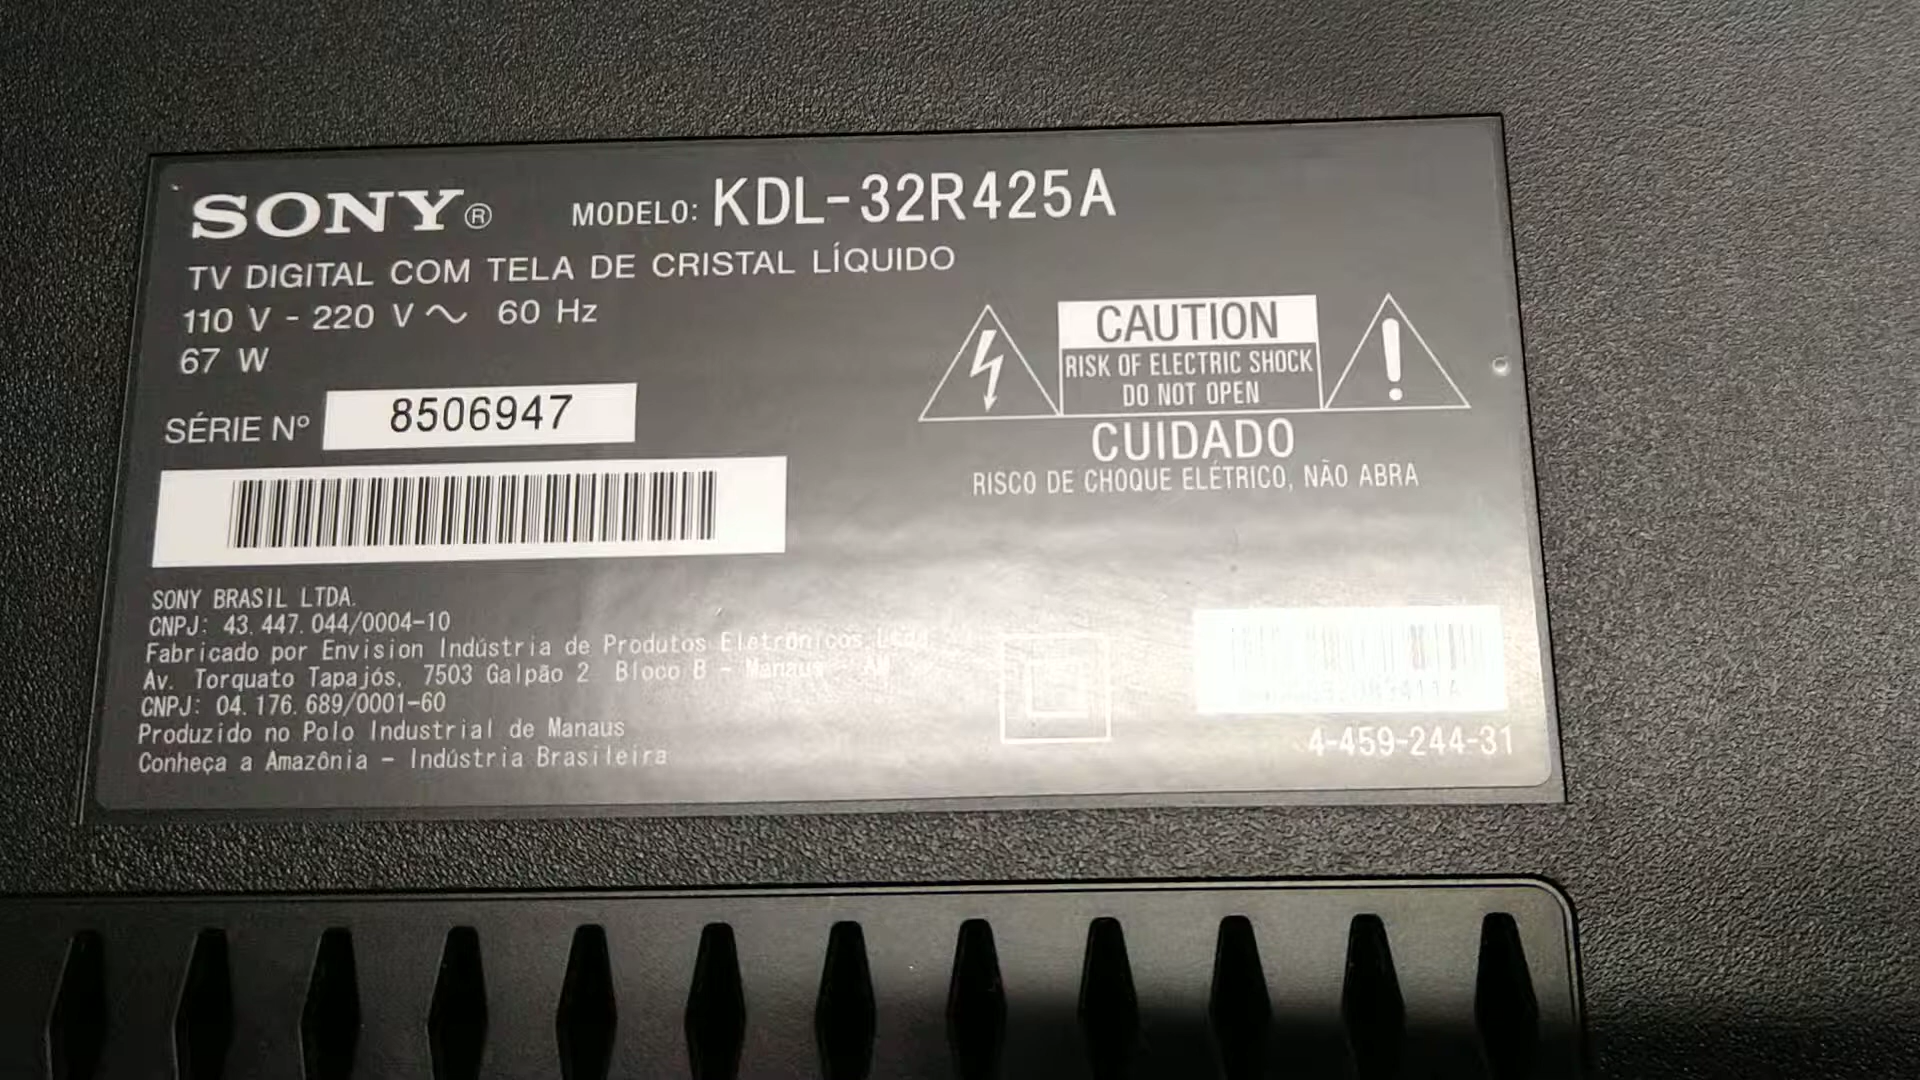 SONY® MODELO: KDL-32R425A
TV DIGITAL COM TELA DE CRISTAL LÍQUIDO
110 V - 220 V ~ 60 Hz
67 W
SÉRIE Nº 8506947
CAUTION
RISK OF ELECTRIC SHOCK
DO NOT OPEN
CUIDADO
RISCO DE CHOQUE ELÉTRICO, NÃO ABRA
SONY BRASIL LTDA.
CNPJ: 43.447.044/0004-10
Fabricado por Envision Indústria de Produtos Eletrônicos Ltda
Av. Torquato Tapajós, 7503 Galpão 2 Bloco B - Manaus - AM
CNPJ: 04.176.689/0001-60
Produzido no Polo Industrial de Manaus
Conheça a Amazônia - Indústria Brasileira
4-459-244-31